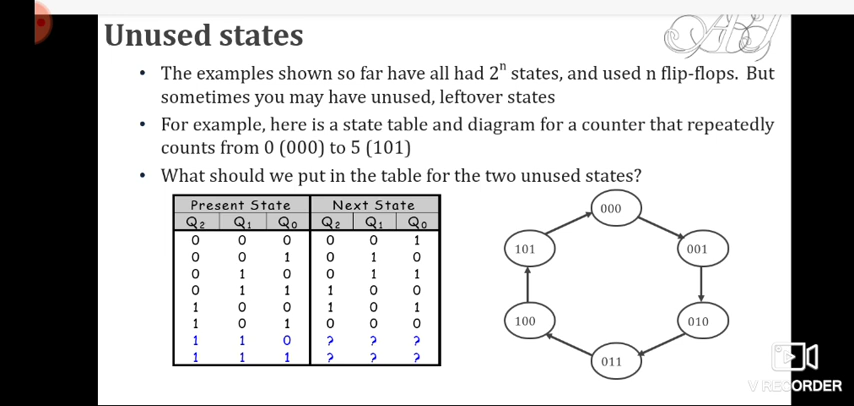 Unused states
• The examples shown so far have all had 2ⁿ states, and used n flip-flops. But
sometimes you may have unused, leftover states
• For example, here is a state table and diagram for a counter that repeatedly
counts from 0 (000) to 5 (101)
• What should we put in the table for the two unused states?
Present State Next State
Q₂ Q₁ Q₀ Q₂ Q₁ Q₀
0 0 0 0 0 1
0 0 1 0 1 0
0 1 0 0 1 1
0 1 1 1 0 0
1 0 0 1 0 1
1 0 1 0 0 0
1 1 0 ? ? ?
1 1 1 ? ? ?
000
101 001
100 010
011
V RECORDER